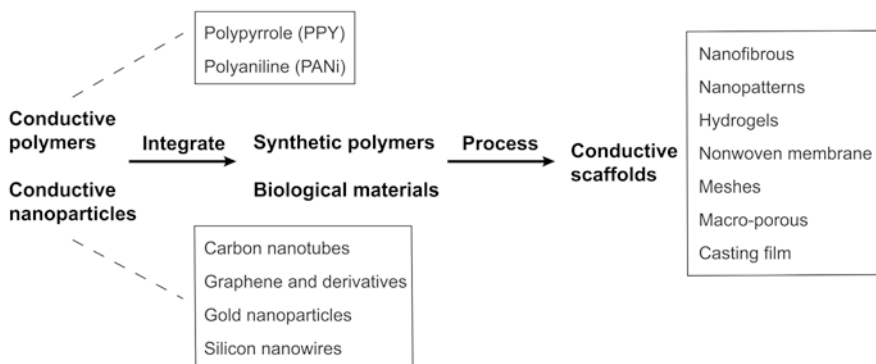 Polypyrrole (PPY)
Polyaniline (PANi)
Conductive
polymers
Conductive
nanoparticles
Integrate
Synthetic polymers
Biological materials
Carbon nanotubes
Graphene and derivatives
Gold nanoparticles
Silicon nanowires
Process
Conductive
scaffolds
Nanofibrous
Nanopatterns
Hydrogels
Nonwoven membrane
Meshes
Macro-porous
Casting film